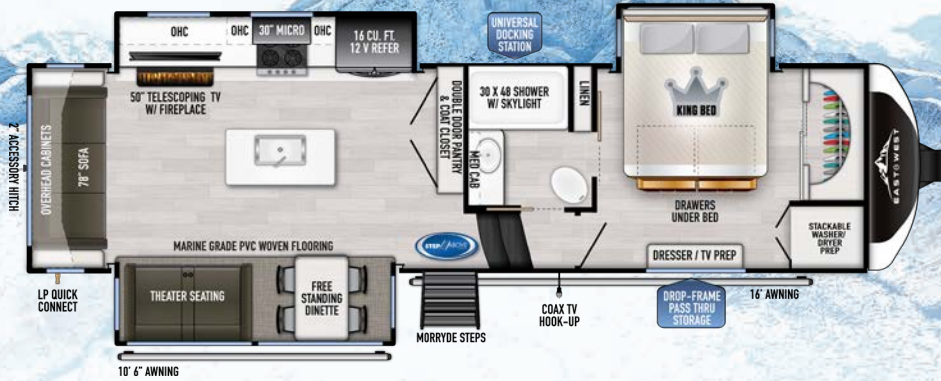 OHC
OHC
30" MICRO
OHC
16 CU. FT.
12 V REFER
UNIVERSAL
DOCKING
STATION
50" TELESCOPING TV
W/ FIREPLACE
DOUBLE DOOR PANTRY
& COAT CLOSET
30 X 48 SHOWER
W/ SKYLIGHT
LINEN
KING BED
2" ACCESSORY HITCH
OVERHEAD CABINETS
78" SOFA
MED CAB
EAST TO WEST
DRAWERS
UNDER BED
STACKABLE
WASHER/
DRYER
PREP
MARINE GRADE PVC WOVEN FLOORING
STEP ABOVE
DRESSER / TV PREP
LP QUICK
CONNECT
THEATER SEATING
FREE
STANDING
DINETTE
MORRYDE STEPS
COAX TV
HOOK-UP
DROP-FRAME
PASS THRU
STORAGE
16' AWNING
10' 6" AWNING